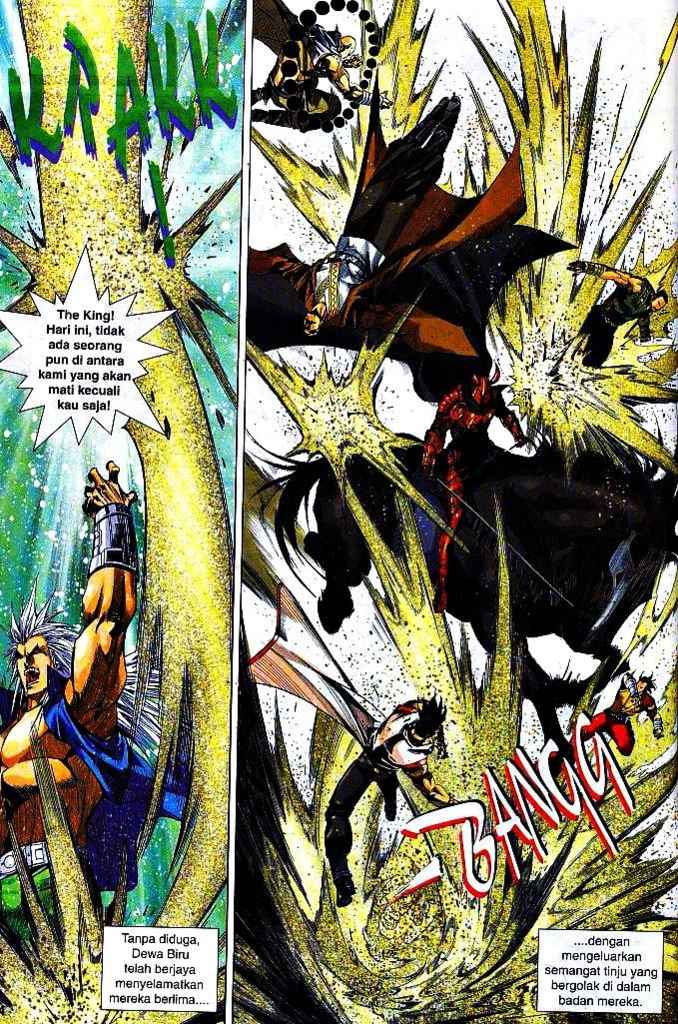 KRAKK!
The King!
Hari ini, tidak
ada seorang
pun di antara
kami yang akan
mati kecuali
kau saja!
Tanpa diduga,
Dewa Biru
telah berjaya
menyelamatkan
mereka berlima....
BANGG
....dengan
mengeluarkan
semangat tinju yang
bergolak di dalam
badan mereka.